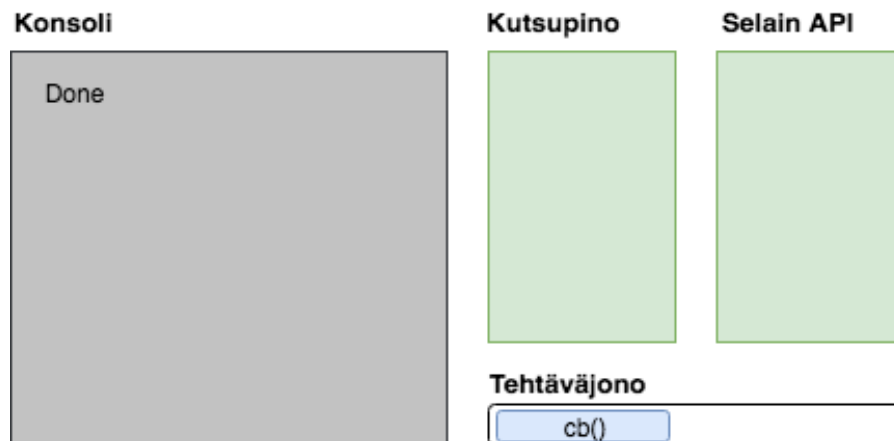 Konsoli
Kutsupino
Selain API
Done
Tehtäväjono
cb()